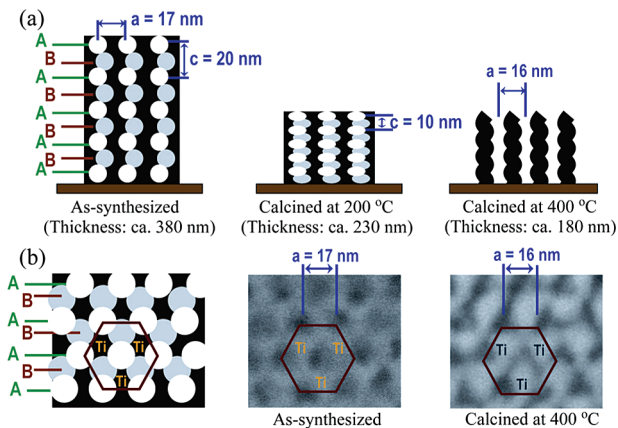 (a)
a = 17 nm
A
B
A
B
A
B
A
B
A
c = 20 nm
a = 16 nm
c = 10 nm
As-synthesized
(Thickness: ca. 380 nm)
Calcined at 200 °C
(Thickness: ca. 230 nm)
Calcined at 400 °C
(Thickness: ca. 180 nm)
(b)
a = 17 nm
a = 16 nm
A
B
A
B
A
B
A
Ti Ti
Ti
Ti Ti
Ti
Ti Ti
Ti
As-synthesized
Calcined at 400 °C